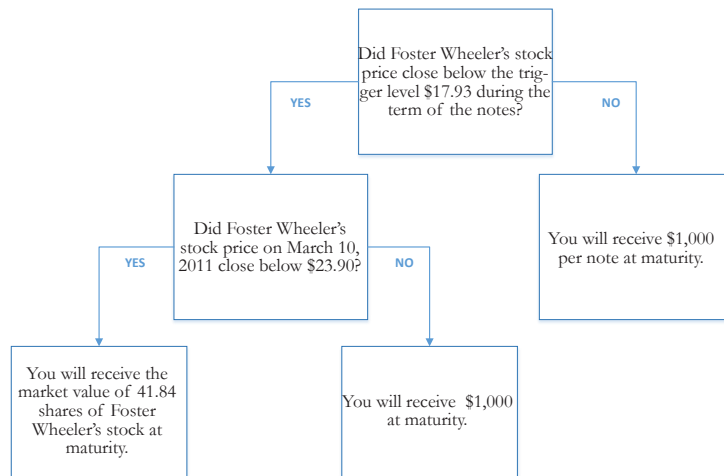 Did Foster Wheeler's stock
price close below the trig-
ger level $17.93 during the
term of the notes?
YES
NO
Did Foster Wheeler's
stock price on March 10,
2011 close below $23.90?
You will receive $1,000
per note at maturity.
YES
NO
You will receive the
market value of 41.84
shares of Foster
Wheeler's stock at
maturity.
You will receive $1,000
at maturity.